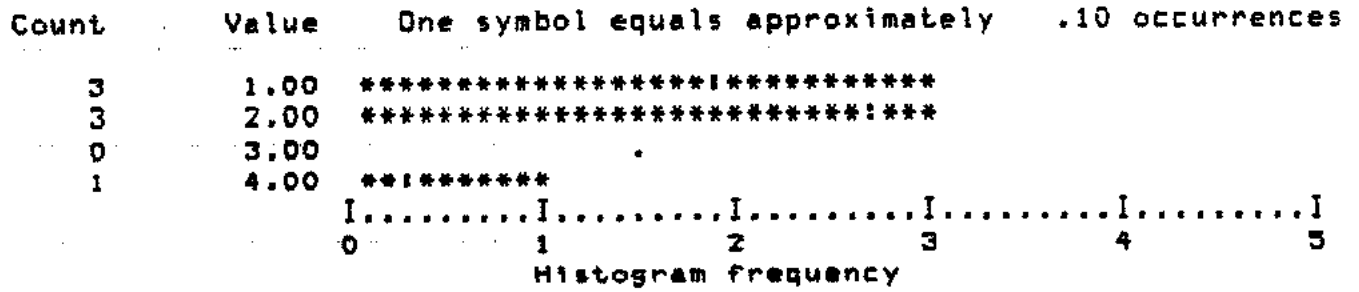 Count Value One symbol equals approximately .10 occurrences
3 1.00 ******************:***********
3 2.00 **************************:***
0 3.00 .
1 4.00 **:*******
I.........I.........I.........I.........I.........I
0 1 2 3 4 5
Histogram frequency